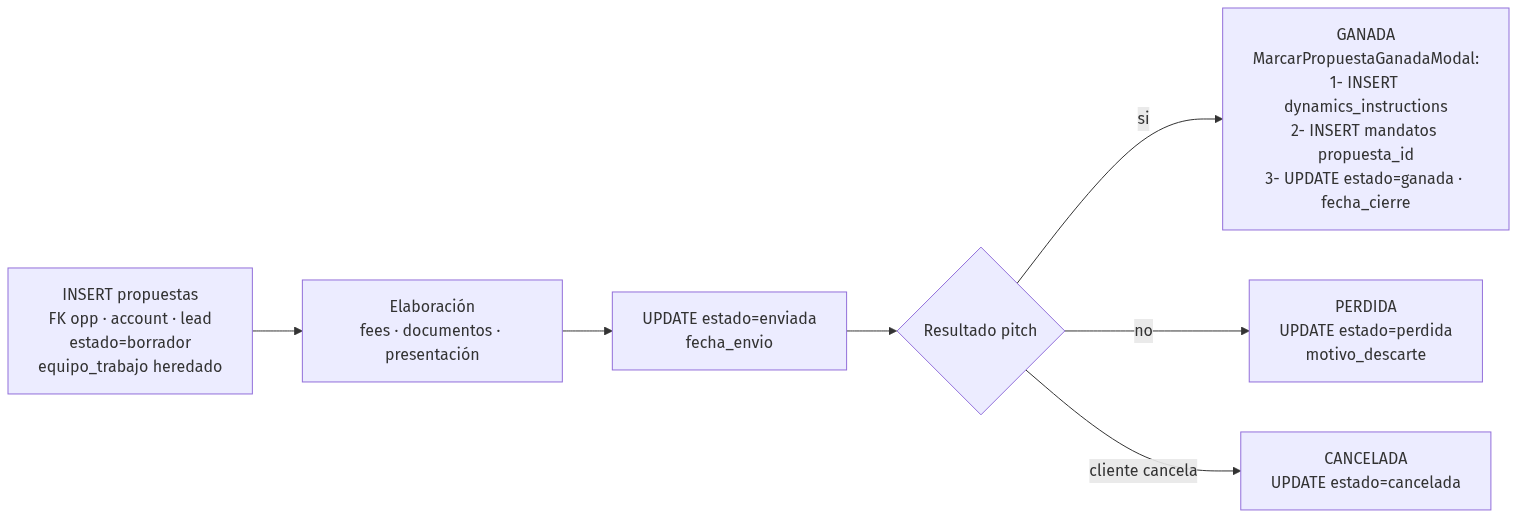 INSERT propuestas
FK opp · account · lead
estado=borrador
equipo_trabajo heredado
Elaboración
fees · documentos ·
presentación
UPDATE estado=enviada
fecha_envio
Resultado pitch
si
no
cliente cancela
GANADA
MarcarPropuestaGanadaModal:
1- INSERT
dynamics_instructions
2- INSERT mandatos
propuesta_id
3- UPDATE estado=ganada ·
fecha_cierre
PERDIDA
UPDATE estado=perdida
motivo_descarte
CANCELADA
UPDATE estado=cancelada